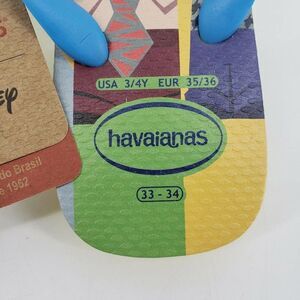 USA 3/4Y EUR 35/36
havaianas
33 - 34
do Brasil
e 1962